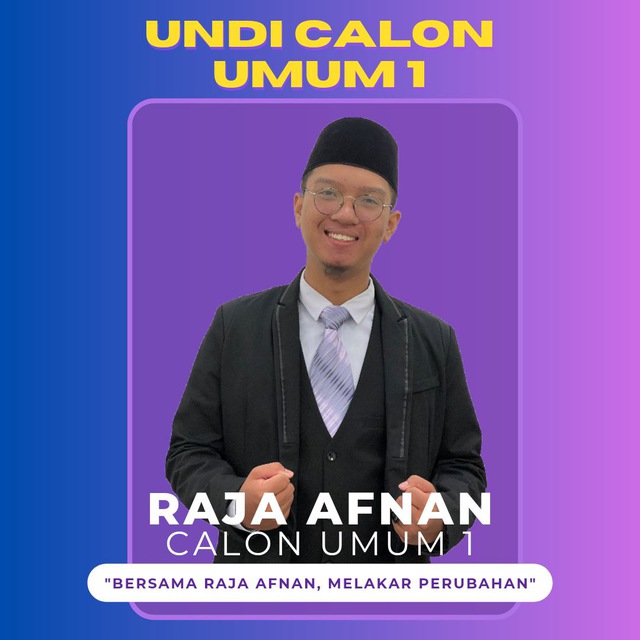 UNDI CALON
UMUM 1
RAJA AFNAN
CALON UMUM 1
"BERSAMA RAJA AFNAN, MELAKAR PERUBAHAN"